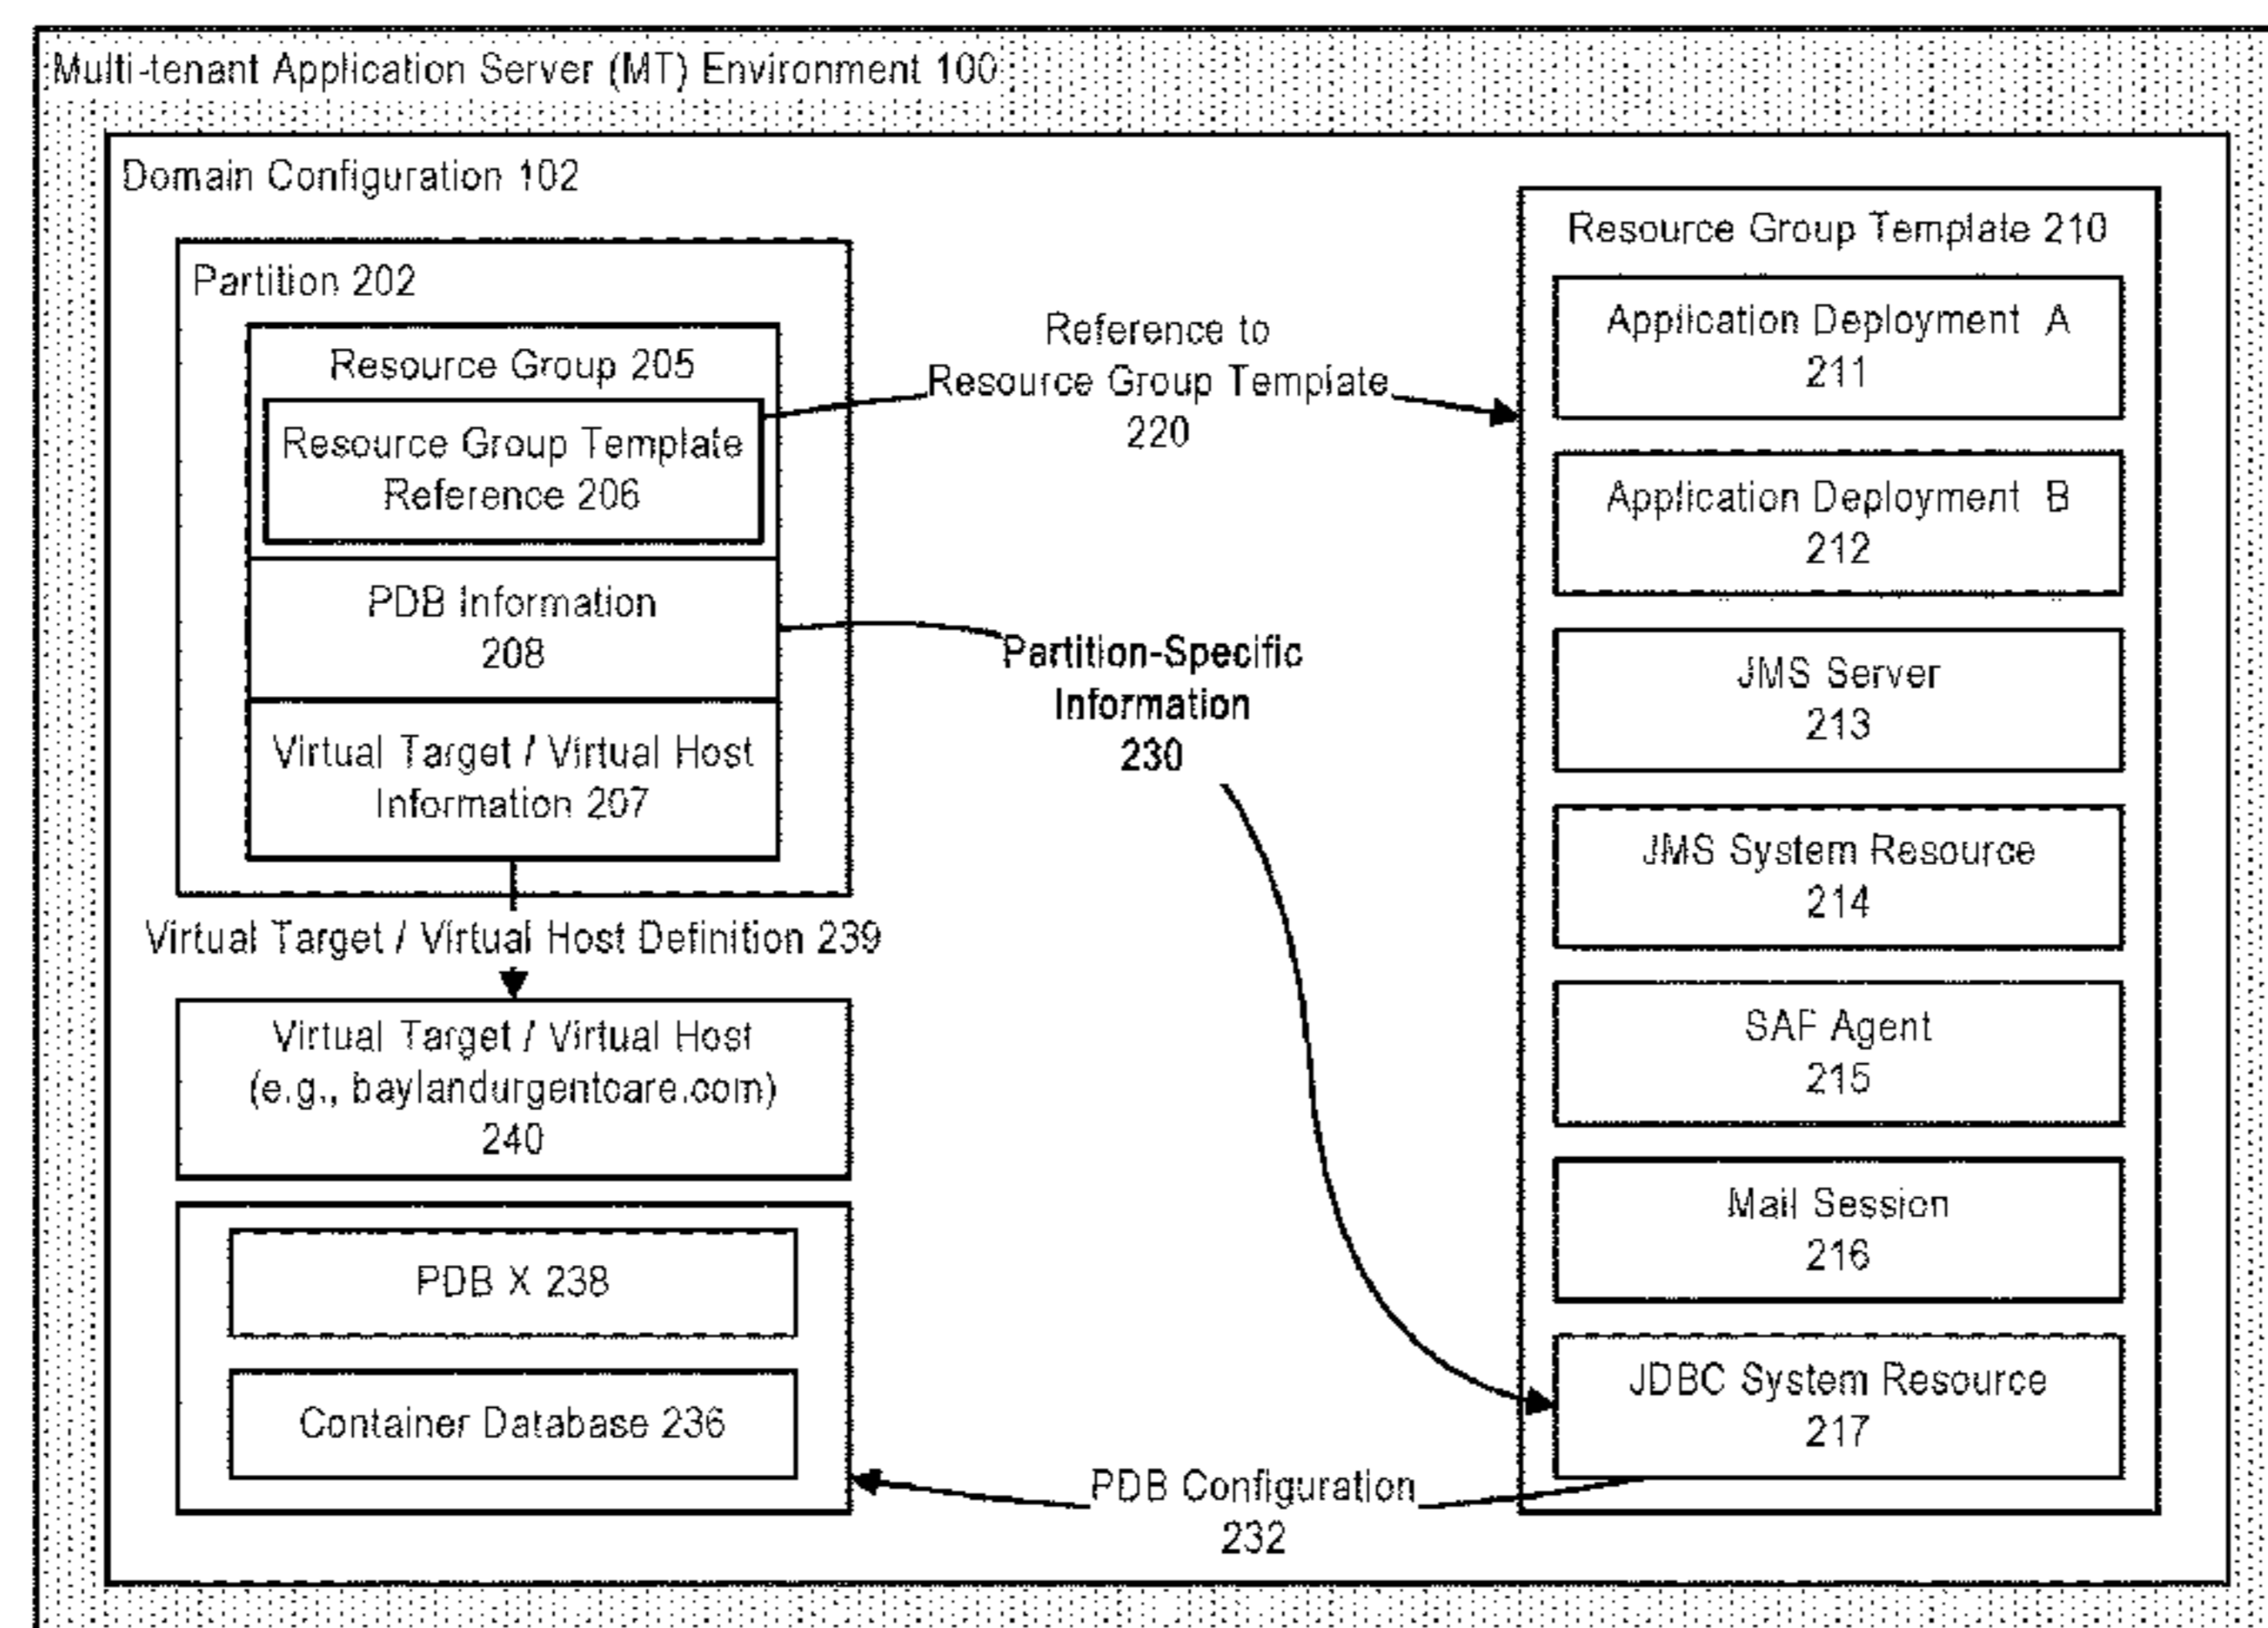 Multi-tenant Application Server (MT) Environment 100
Domain Configuration 102
Partition 202
Resource Group 205
Resource Group Template
Reference 206
PDB Information
208
Virtual Target / Virtual Host
Information 207
Virtual Target / Virtual Host Definition 239
Virtual Target / Virtual Host
(e.g., baylandurgentcare.com)
240
PDB X 238
Container Database 236
Reference to
Resource Group Template
220
Partition-Specific
Information
230
PDB Configuration
232
Resource Group Template 210
Application Deployment A
211
Application Deployment B
212
JMS Server
213
JMS System Resource
214
SAF Agent
215
Mail Session
216
JDBC System Resource
217